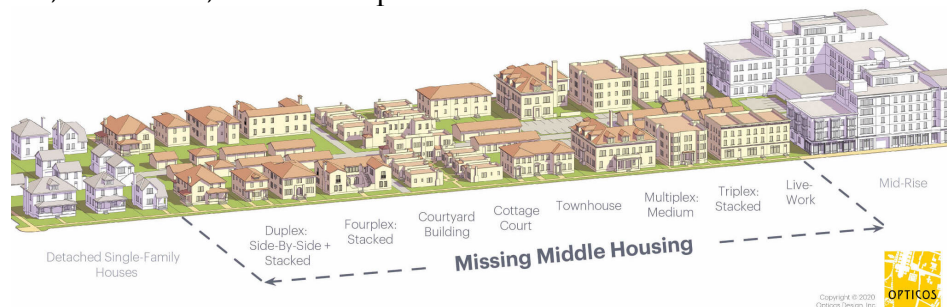 Detached Single-Family
Houses
Duplex:
Side-By-Side +
Stacked
Fourplex:
Stacked
Courtyard
Building
Cottage
Court
Townhouse
Multiplex:
Medium
Triplex:
Stacked
Live-
Work
Mid-Rise
Missing Middle Housing
Copyright © 2020
Opticos Design, Inc.
OPTICOS